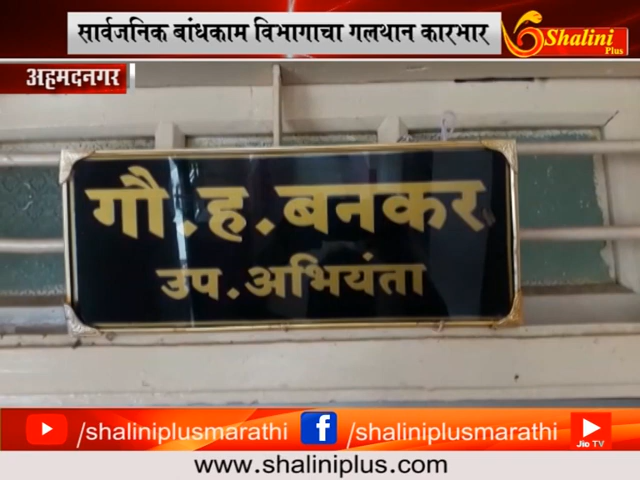 सार्वजनिक बांधकाम विभागाचा गलथान कारभार
Shalini
Plus
अहमदनगर
गौ.ह.बनकर
उप.अभियंता
/shaliniplusmarathi
/shaliniplusmarathi
Jio TV
www.shaliniplus.com